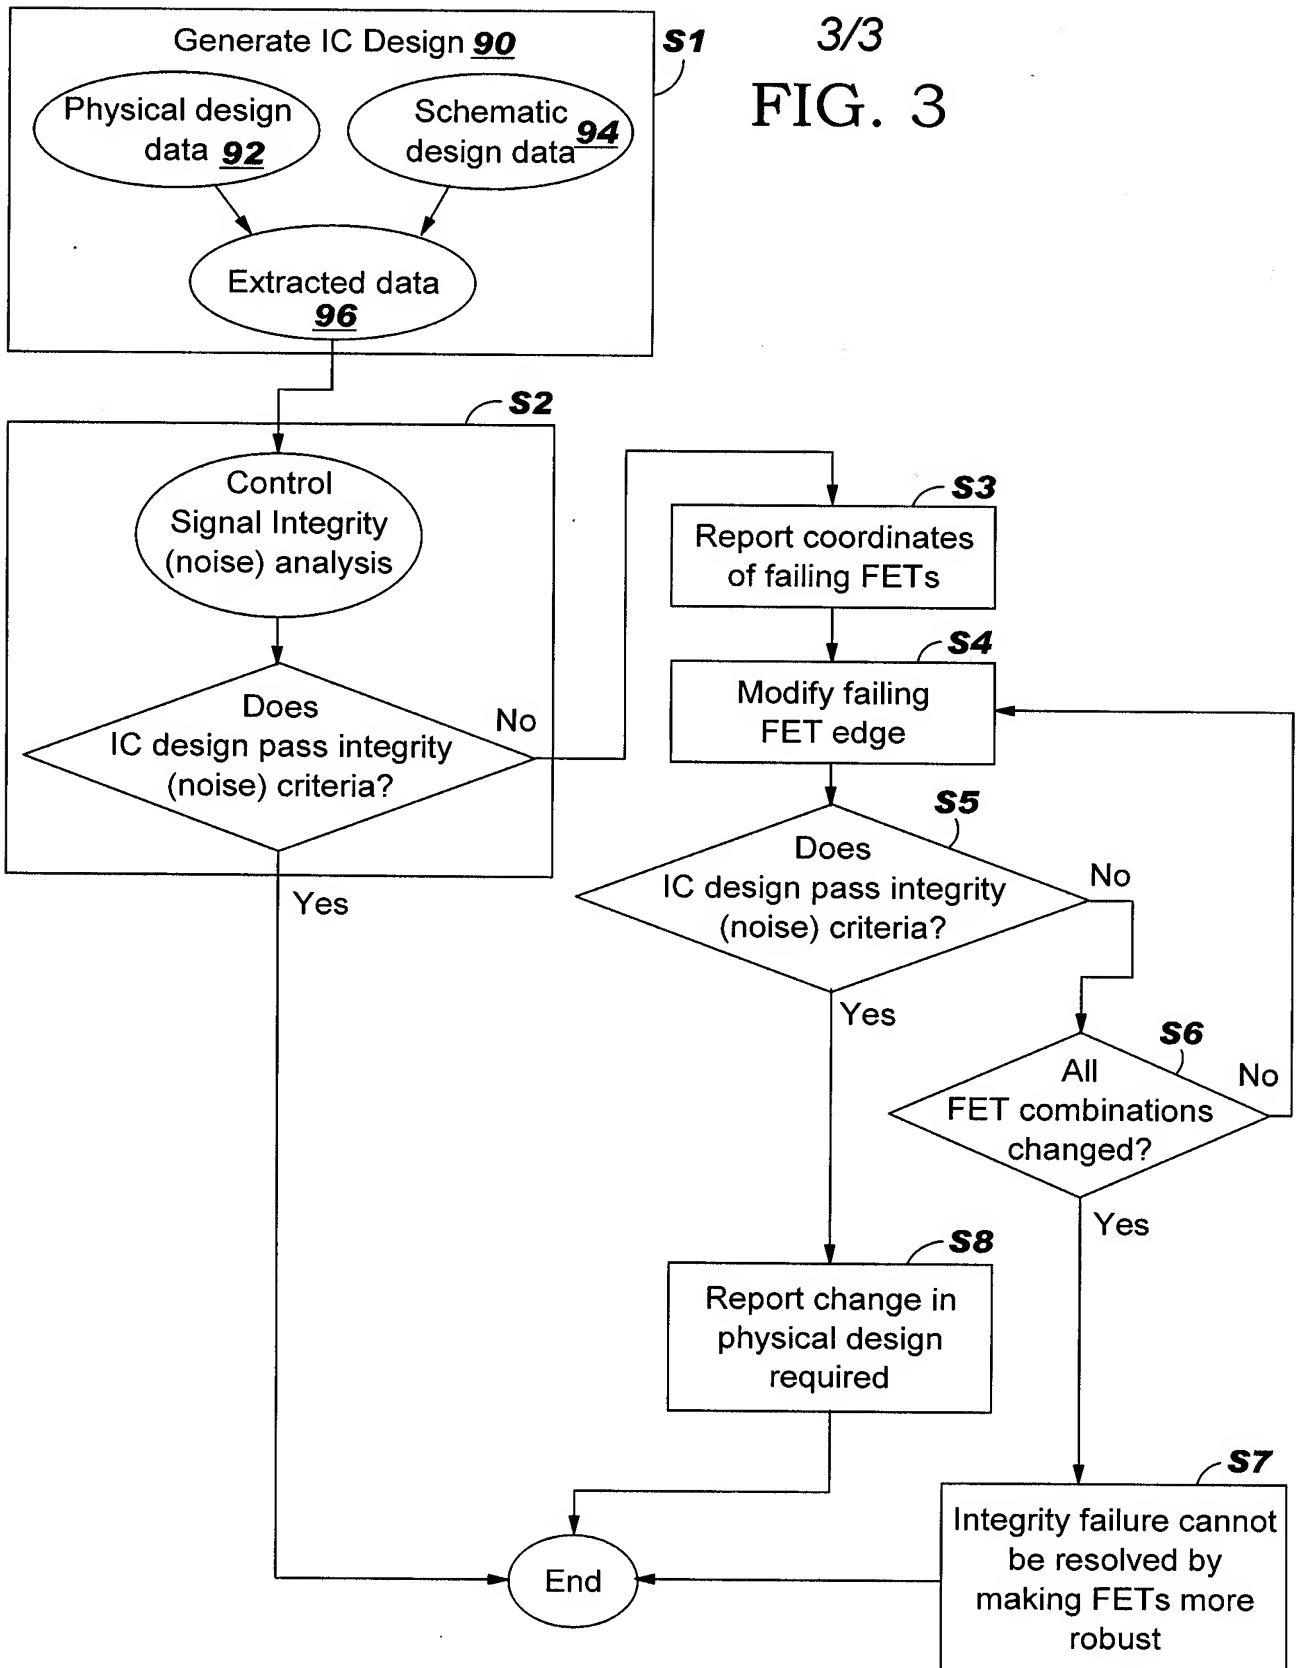 3/3
FIG. 3
S1
Generate IC Design 90
Physical design
data 92
Schematic
design data 94
Extracted data
96
S2
Control
Signal Integrity
(noise) analysis
Does
IC design pass integrity
(noise) criteria?
No
Yes
S3
Report coordinates
of failing FETs
S4
Modify failing
FET edge
S5
Does
IC design pass integrity
(noise) criteria?
No
Yes
S6
All
FET combinations
changed?
No
Yes
S8
Report change in
physical design
required
S7
Integrity failure cannot
be resolved by
making FETs more
robust
End